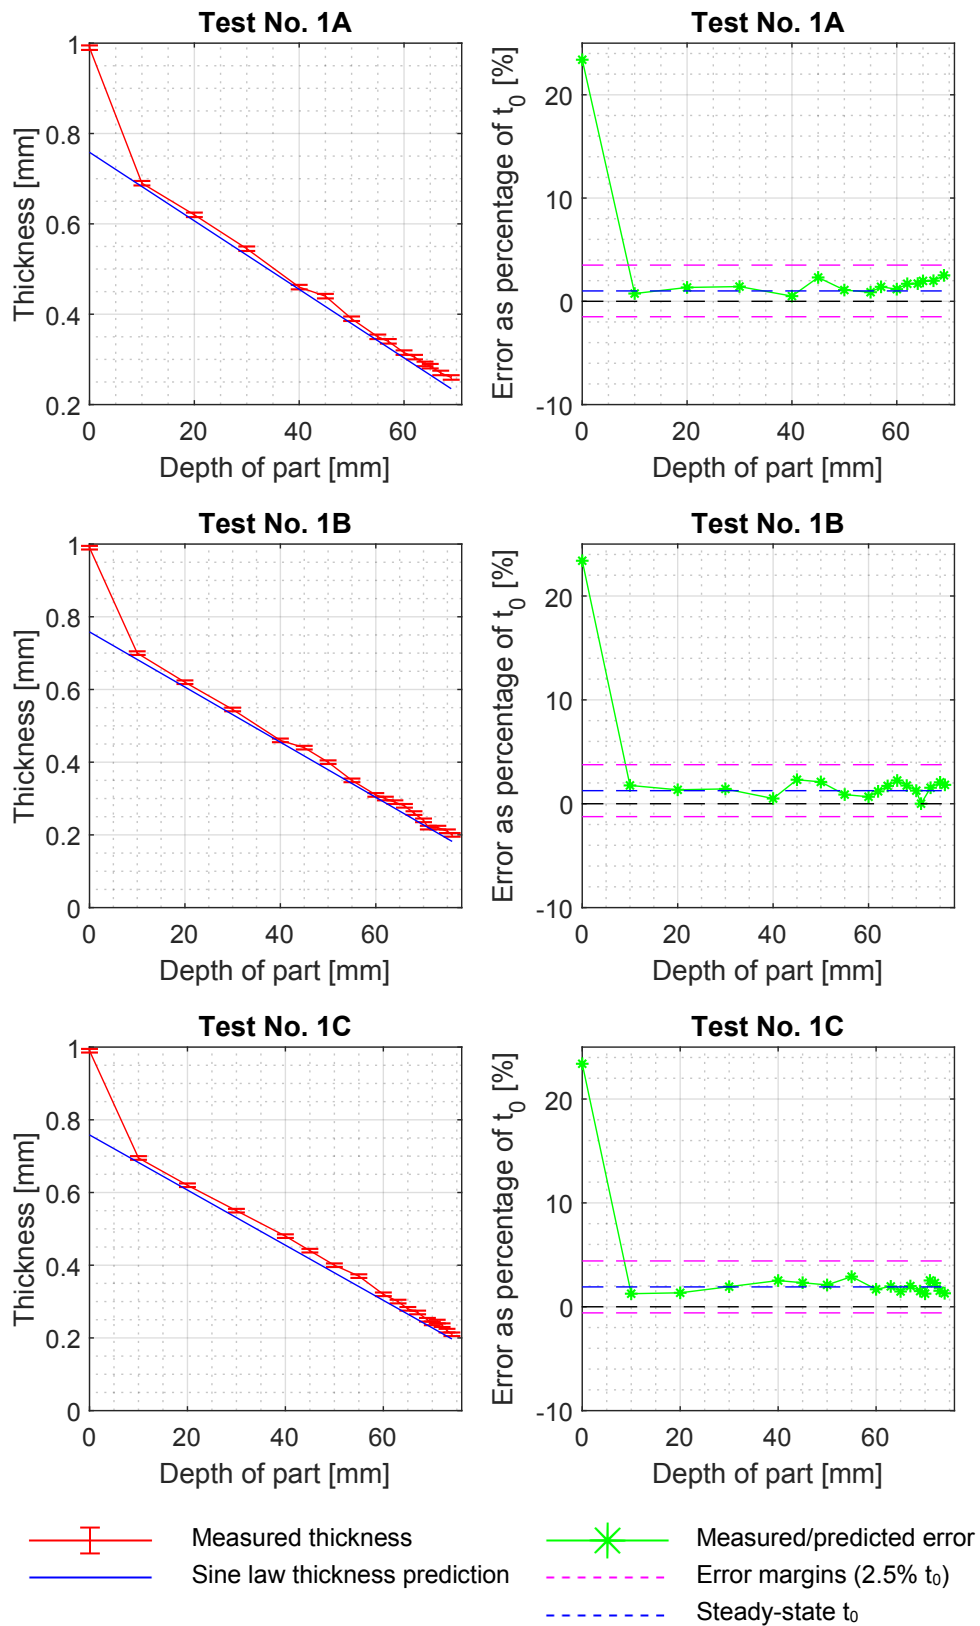 Test No. 1A
Thickness [mm]
1
0.8
0.6
0.4
0.2
0 20 40 60
Depth of part [mm]
Test No. 1A
Error as percentage of t0 [%]
20
10
0
-10
0 20 40 60
Depth of part [mm]
Test No. 1B
Thickness [mm]
1
0.8
0.6
0.4
0.2
0
0 20 40 60
Depth of part [mm]
Test No. 1B
Error as percentage of t0 [%]
20
10
0
-10
0 20 40 60
Depth of part [mm]
Test No. 1C
Thickness [mm]
1
0.8
0.6
0.4
0.2
0
0 20 40 60
Depth of part [mm]
Test No. 1C
Error as percentage of t0 [%]
20
10
0
-10
0 20 40 60
Depth of part [mm]
Measured thickness
Sine law thickness prediction
Measured/predicted error
Error margins (2.5% t0)
Steady-state t0